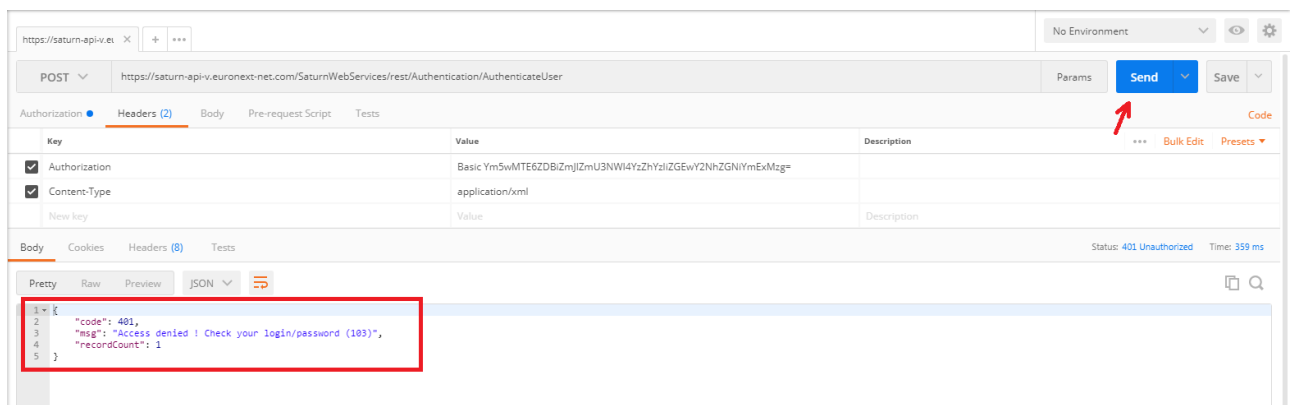 https://saturn-api-v.eu × + •••
No Environment
POST https://saturn-api-v.euronext-net.com/SaturnWebServices/rest/Authentication/AuthenticateUser Params Send Save
Authorization Headers (2) Body Pre-request Script Tests Code
Key Value Description ••• Bulk Edit Presets
Authorization Basic Ym5wMTE6ZDBiZmJlZmU3NWI4YzZhYzliZGEwY2NhZGNiYmExMzg=
Content-Type application/xml
New key Value Description
Body Cookies Headers (8) Tests Status: 401 Unauthorized Time: 359 ms
Pretty Raw Preview JSON
1 {
2 "code": 401,
3 "msg": "Access denied ! Check your login/password (103)",
4 "recordCount": 1
5 }